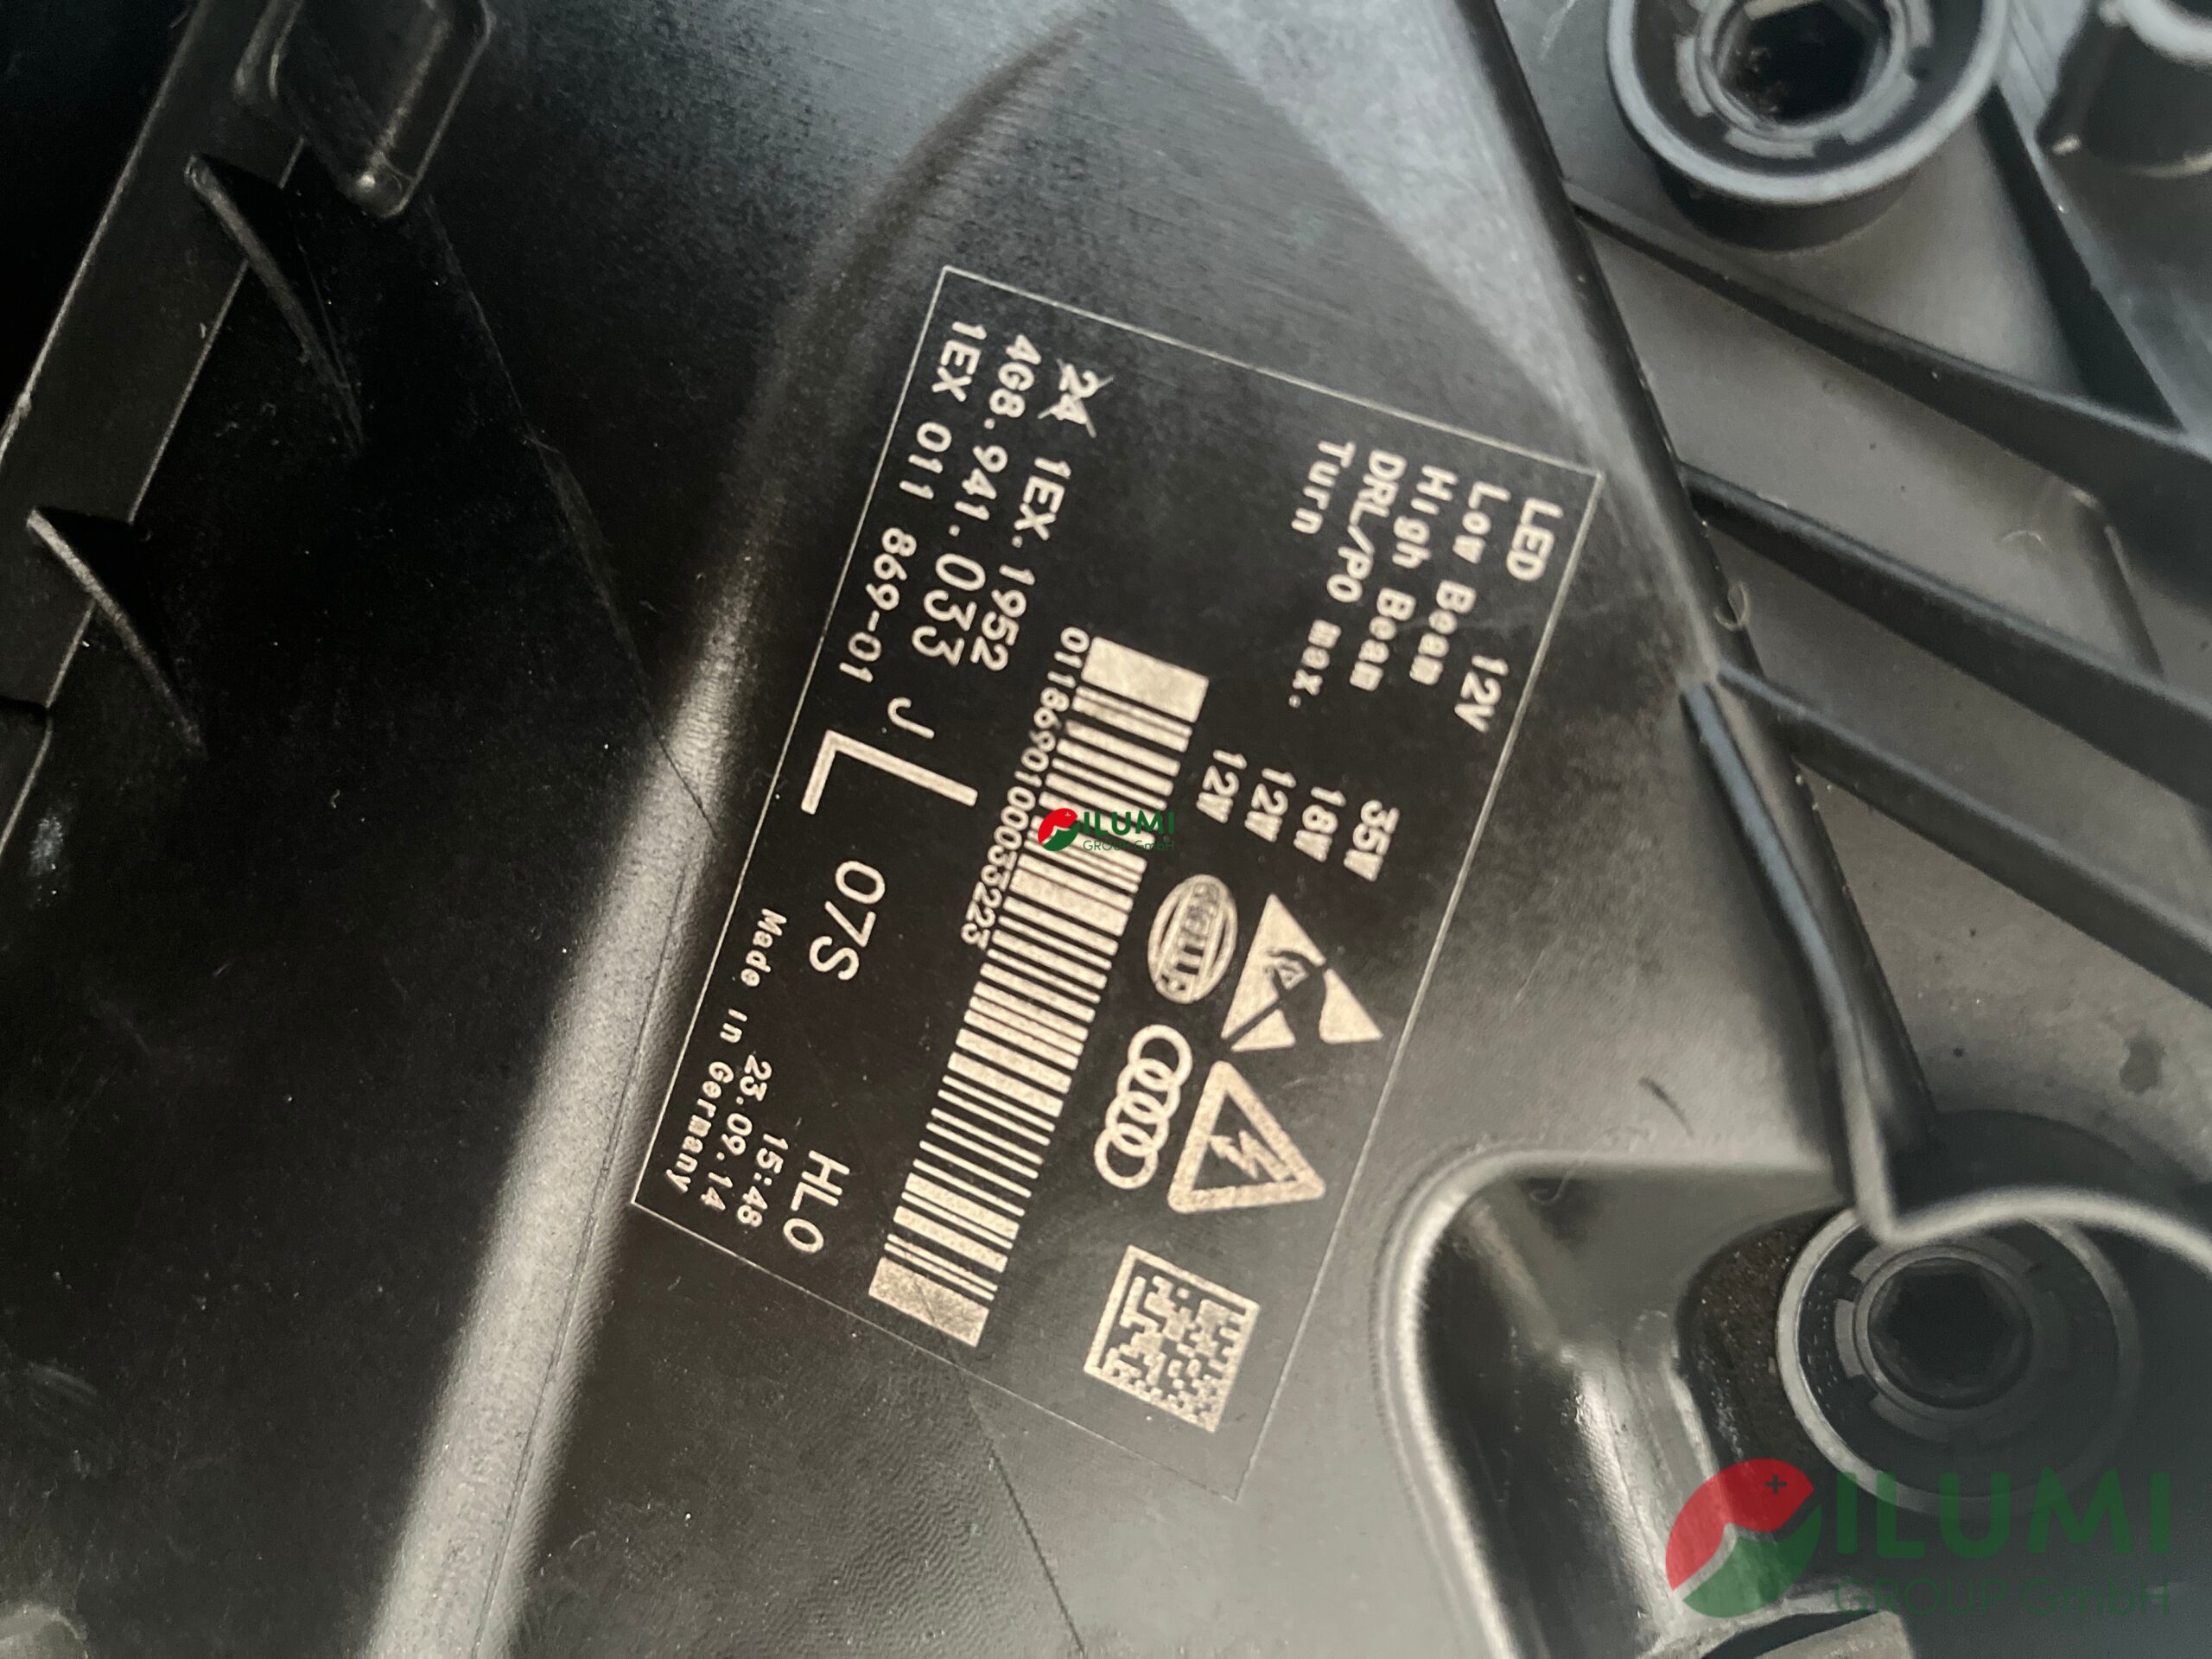 LED 12V
Low Beam 35W
High Beam 18W
DRL/PO max. 12W
Turn 12W
HELLA
01186901000033223
24 1EX.1952
4G8.941.033 J
1EX 011 869-01
L 07S HLO
15:48
23.09.14
Made in Germany
ILUMI
GROUP GmbH
ILUMI
GROUP GmbH